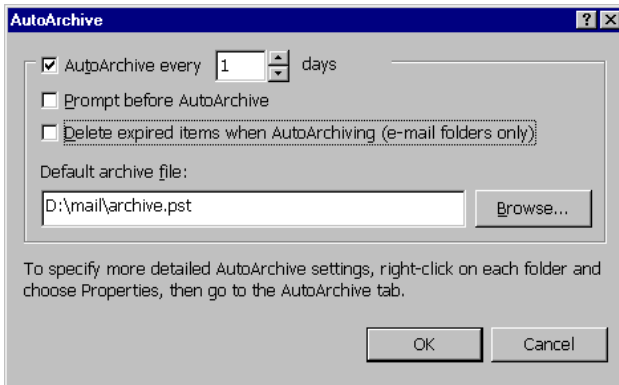 AutoArchive
AutoArchive every 1 days
Prompt before AutoArchive
Delete expired items when AutoArchiving (e-mail folders only)
Default archive file:
D:\mail\archive.pst Browse...
To specify more detailed AutoArchive settings, right-click on each folder and
choose Properties, then go to the AutoArchive tab.
OK Cancel